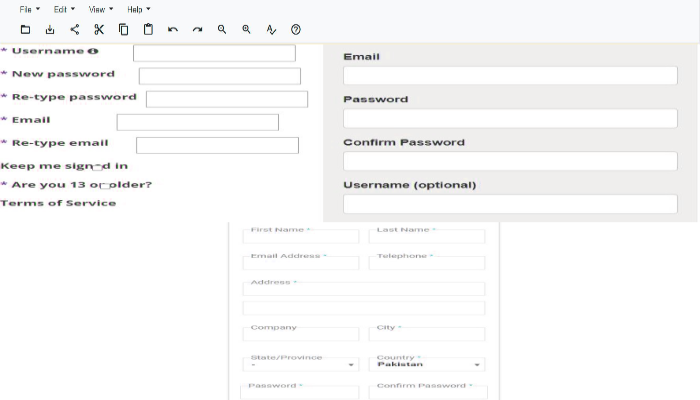 File Edit View Help
* Username
* New password
* Re-type password
* Email
* Re-type email
Keep me signed in
* Are you 13 or older?
Terms of Service
Email
Password
Confirm Password
Username (optional)
First Name * Last Name *
Email Address * Telephone *
Address *
Company City *
State/Province Country *
- Pakistan
Password * Confirm Password *